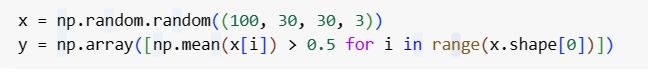 x = np.random.random((100, 30, 30, 3))
y = np.array([np.mean(x[i]) > 0.5 for i in range(x.shape[0])])